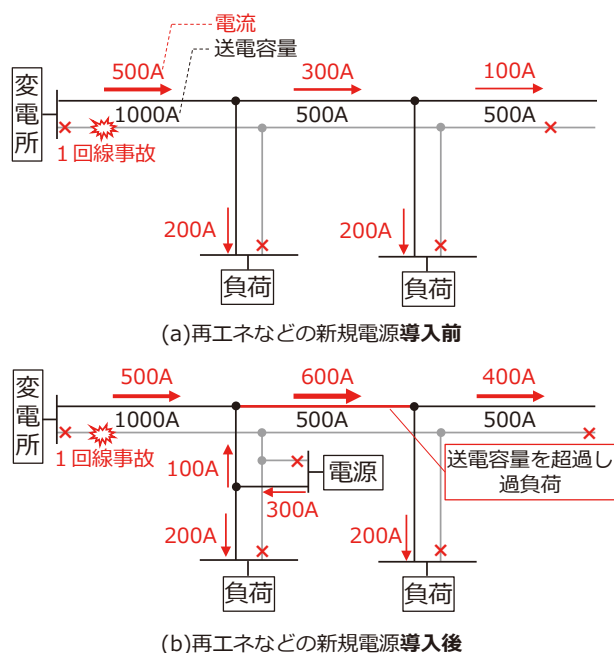 電流
送電容量
500A
300A
100A
変電所
1000A
500A
500A
1回線事故
200A
200A
負荷
負荷
(a)再エネなどの新規電源導入前
500A
600A
400A
変電所
1000A
500A
500A
1回線事故
100A
電源
送電容量を超過し
過負荷
300A
200A
200A
負荷
負荷
(b)再エネなどの新規電源導入後